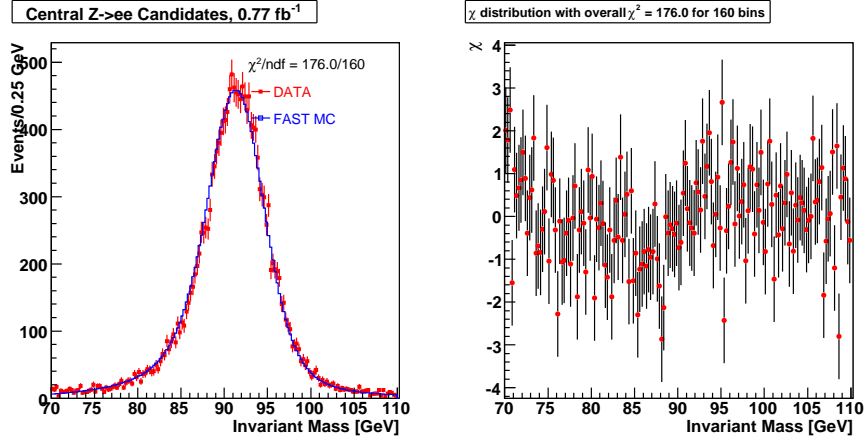 Central Z->ee Candidates, 0.77 fb⁻¹
Events/0.25 GeV
500
400
300
200
100
0
χ²/ndf = 176.0/160
DATA
FAST MC
70 75 80 85 90 95 100 105 110
Invariant Mass [GeV]
χ distribution with overall χ² = 176.0 for 160 bins
χ
4
3
2
1
0
-1
-2
-3
-4
70 75 80 85 90 95 100 105 110
Invariant Mass [GeV]